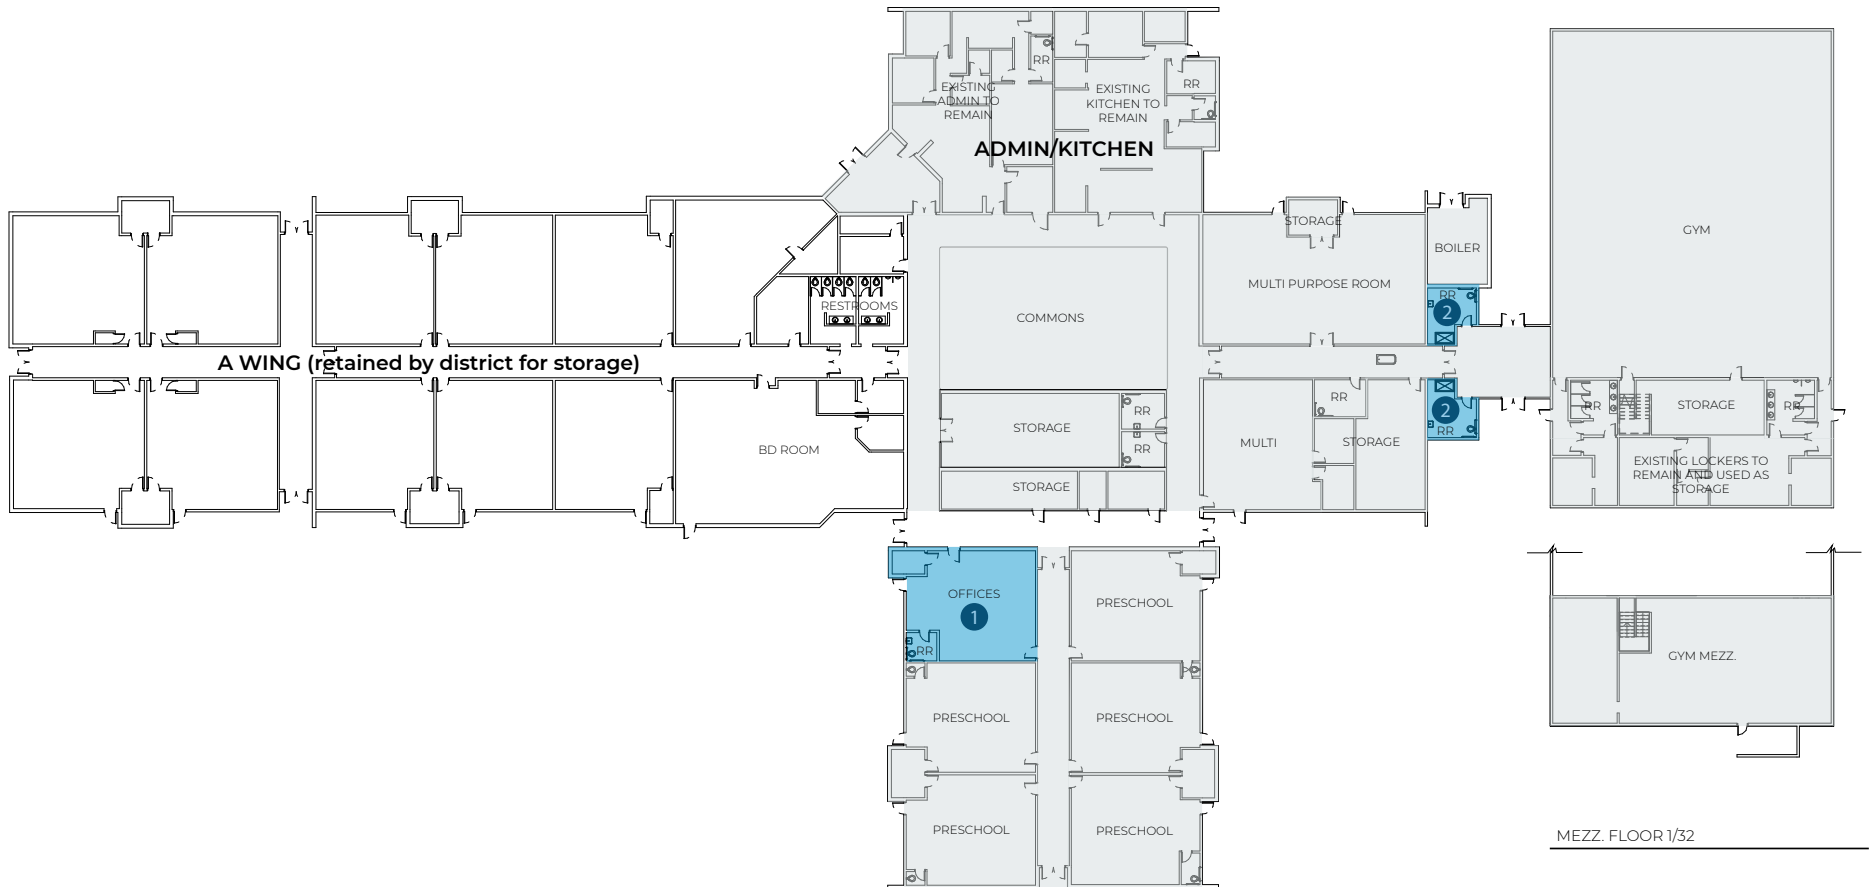 RR
EXISTING
ADMIN TO
REMAIN
EXISTING
KITCHEN TO
REMAIN
RR
ADMIN/KITCHEN
STORAGE
GYM
BOILER
MULTI PURPOSE ROOM
RR
2
RESTROOMS
COMMONS
A WING (retained by district for storage)
RR
2
RR
STORAGE
RR
RR
MULTI
STORAGE
BD ROOM
STORAGE
RR
STORAGE
RR
EXISTING LOCKERS TO
REMAIN AND USED AS
STORAGE
OFFICES
1
RR
PRESCHOOL
PRESCHOOL
PRESCHOOL
PRESCHOOL
PRESCHOOL
GYM MEZZ.
MEZZ. FLOOR 1/32